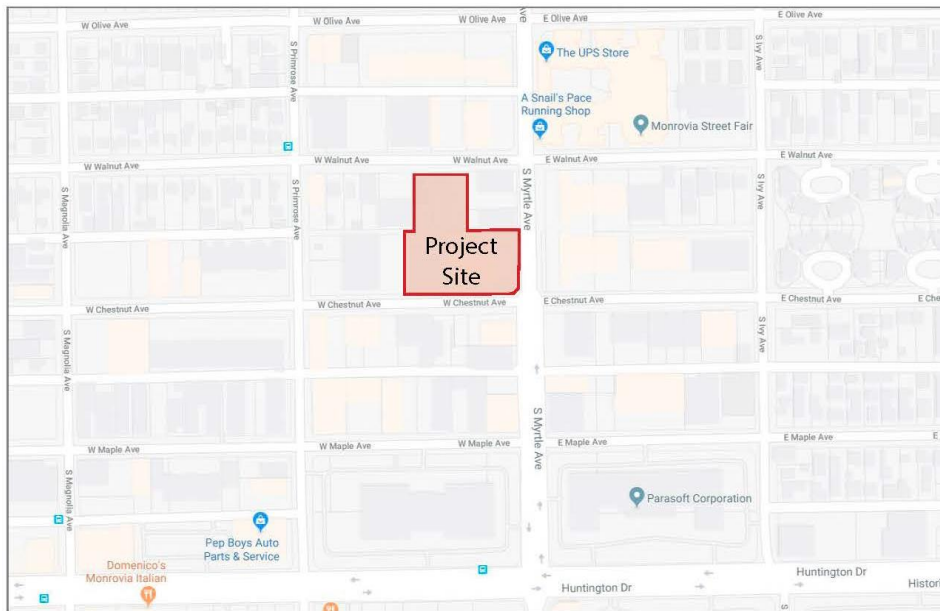 W Olive Ave
W Olive Ave
ve
E Olive Ave
E Olive Ave
S Primrose Ave
S Ivy Ave
The UPS Store
A Snail's Pace
Running Shop
Monrovia Street Fair
W Walnut Ave
W Walnut Ave
W Walnut Ave
E Walnut Ave
E Walnut Ave
S Magnolia Ave
S Primrose Ave
S Myrtle Ave
S Ivy Ave
Project
Site
W Chestnut Ave
W Chestnut Ave
W Chestnut Ave
E Chestnut Ave
E Chestnut Ave
E Che
S Magnolia Ave
S Ivy Ave
W Maple Ave
W Maple Ave
W Maple Ave
S Myrtle Ave
E Maple Ave
E Maple Ave
S Magnolia Ave
Parasoft Corporation
Pep Boys Auto
Parts & Service
Domenico's
Monrovia Italian
Huntington Dr
Huntington Dr
Histori
S